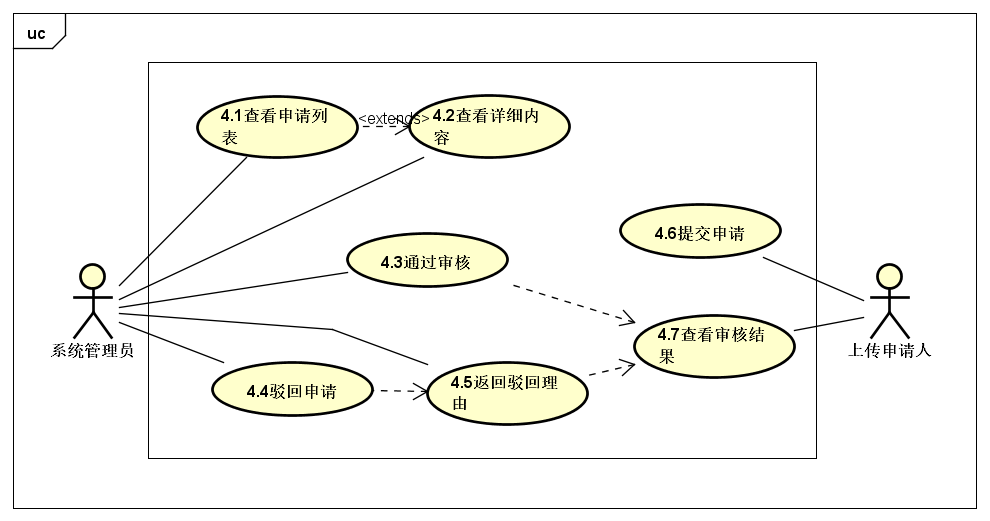 uc
4.1查看申请列
表
<extends>
4.2查看详细内
容
4.6提交申请
4.3通过审核
4.7查看审核结
果
系统管理员
上传申请人
4.4驳回申请
4.5返回驳回理
由